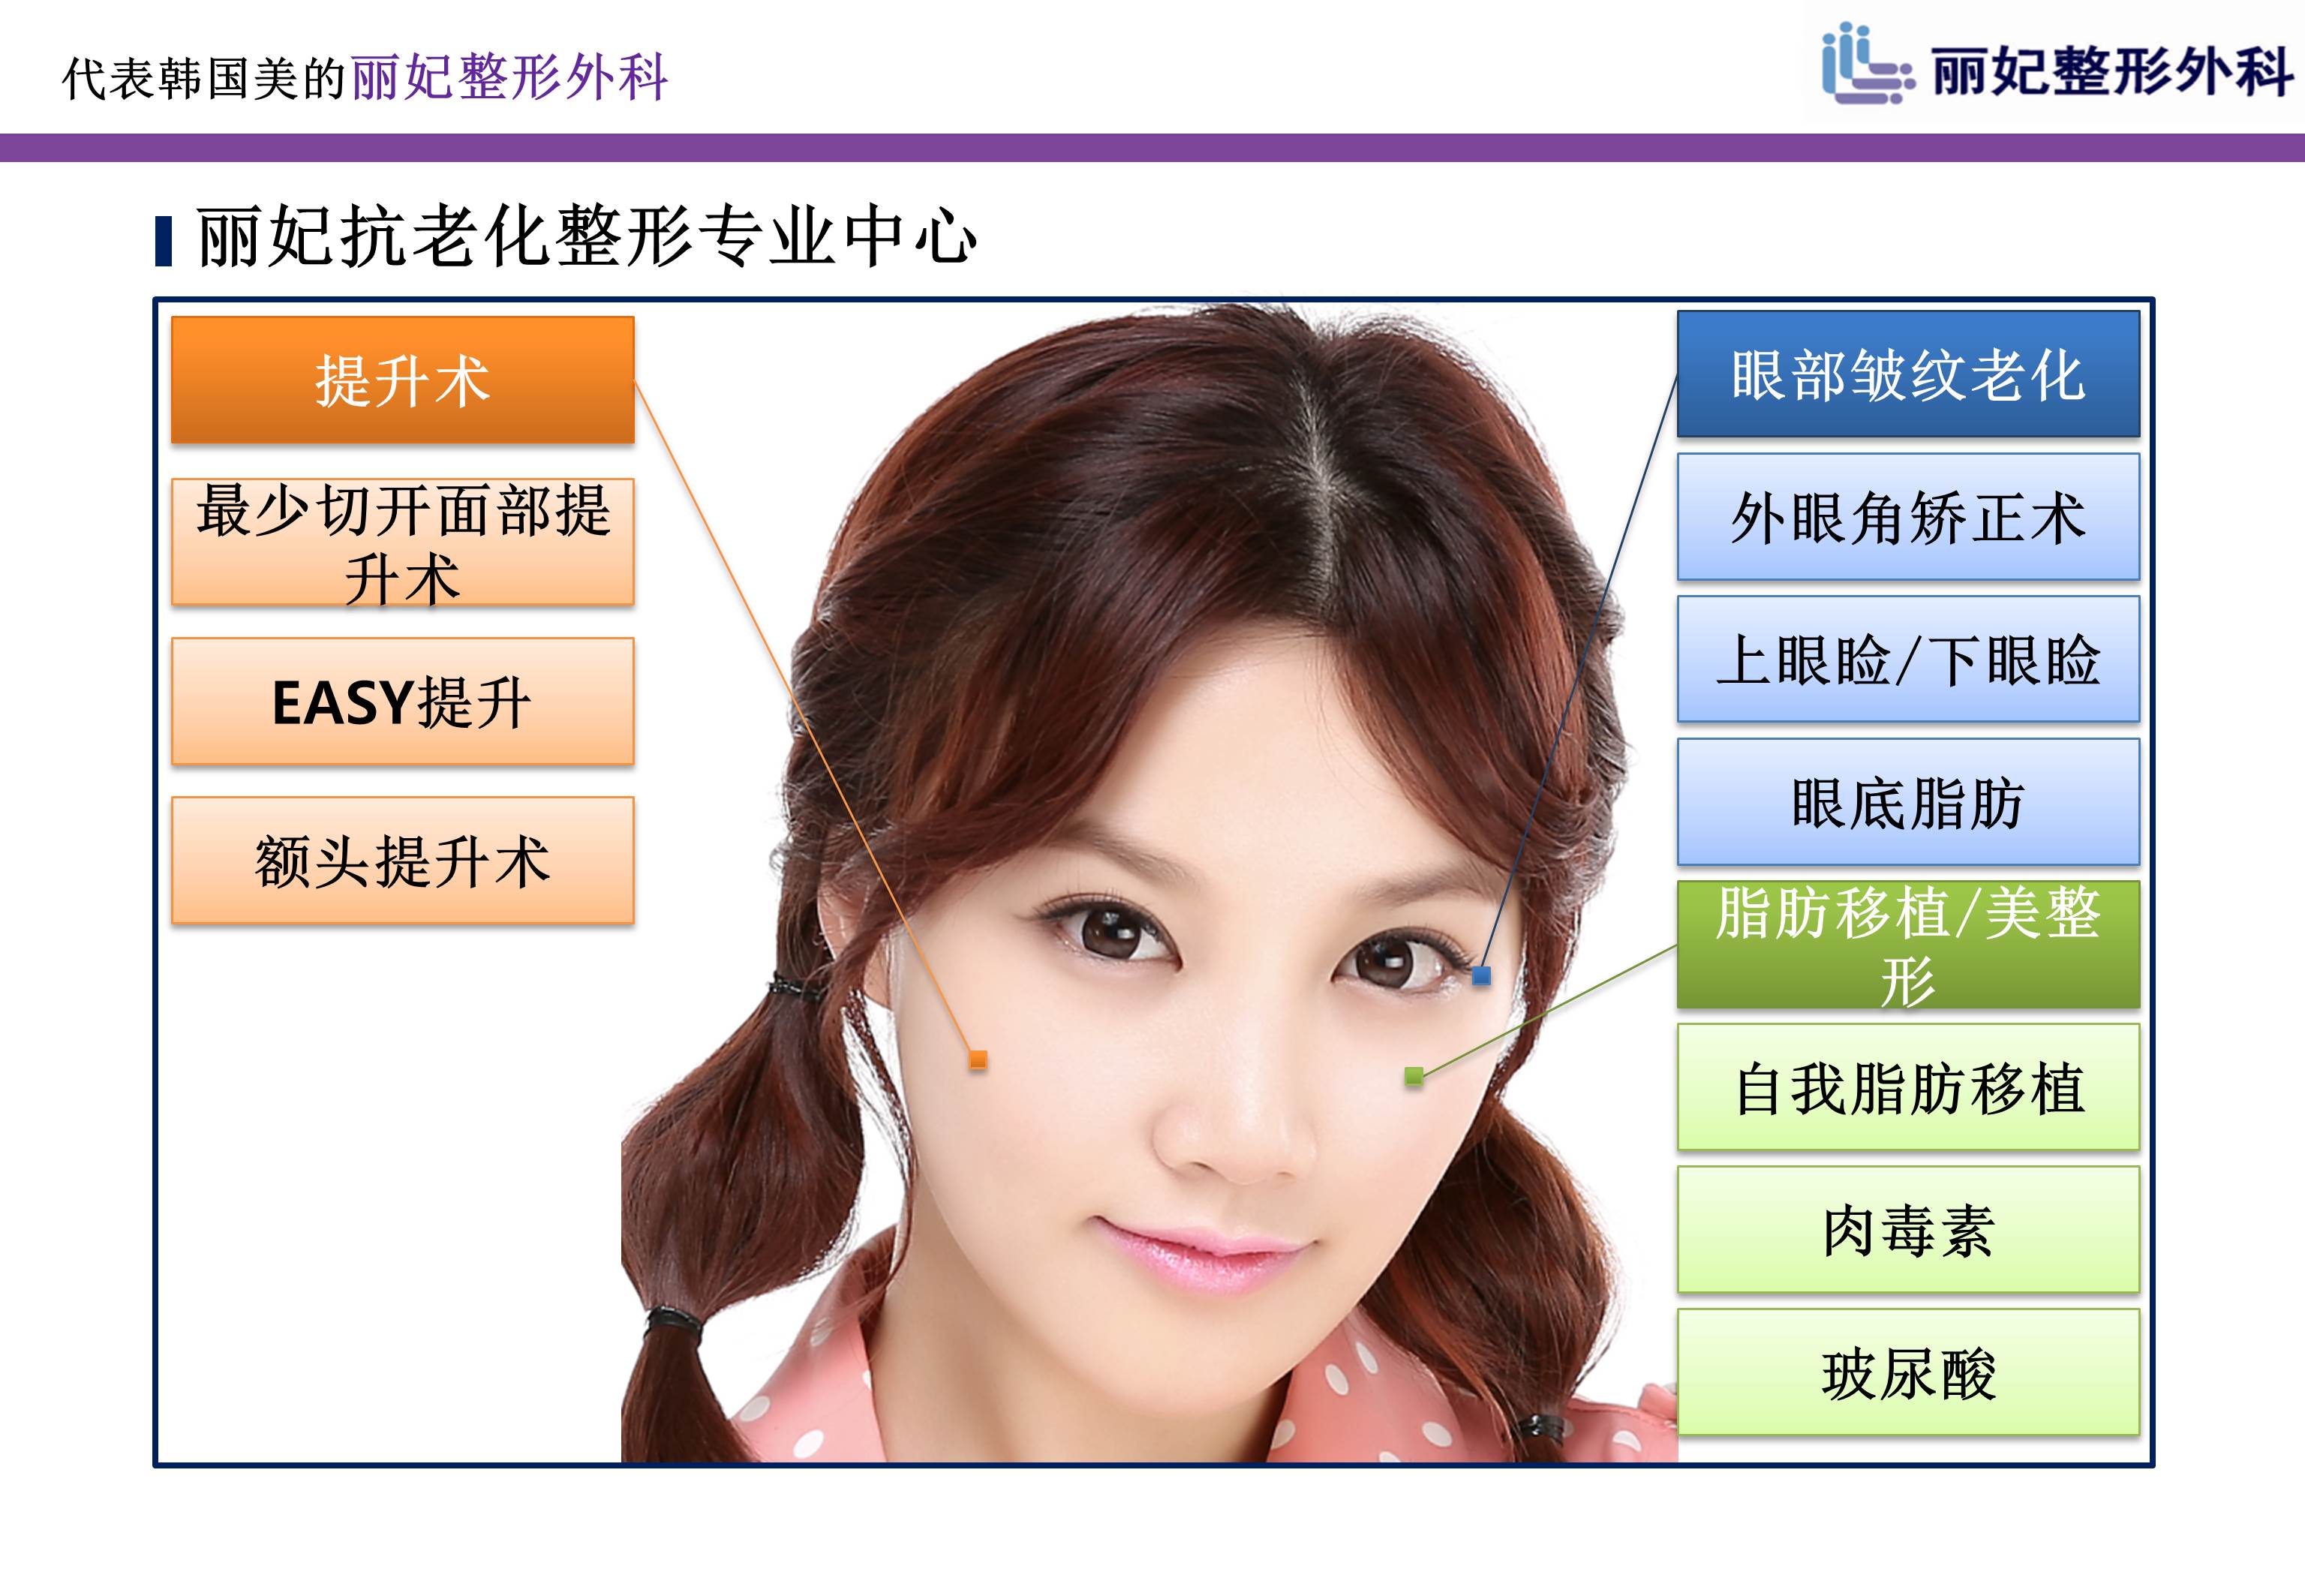 代表韩国美的丽妃整形外科
丽妃整形外科
丽妃抗老化整形专业中心
提升术
最少切开面部提
升术
EASY提升
额头提升术
眼部皱纹老化
外眼角矫正术
上眼睑/下眼睑
眼底脂肪
脂肪移植/美整
形
自我脂肪移植
肉毒素
玻尿酸